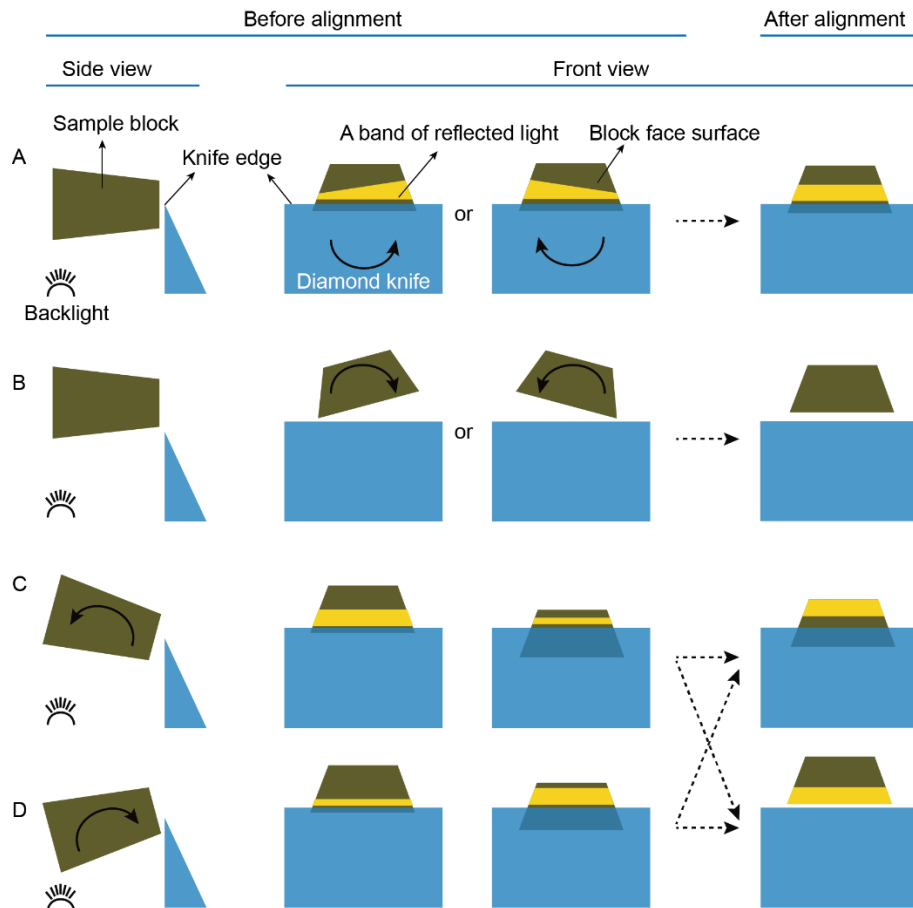 Before alignment
After alignment
Side view
Front view
Sample block
A band of reflected light
Block face surface
A
Knife edge
or
Diamond knife
Backlight
B
or
C
D